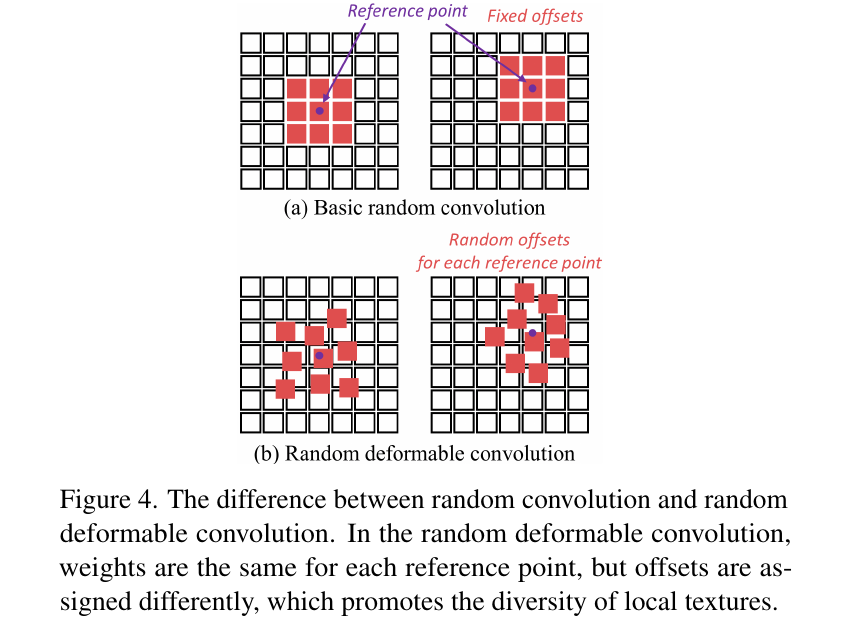 Reference point
Fixed offsets
(a) Basic random convolution
Random offsets
for each reference point
(b) Random deformable convolution
Figure 4. The difference between random convolution and random
deformable convolution. In the random deformable convolution,
weights are the same for each reference point, but offsets are as-
signed differently, which promotes the diversity of local textures.